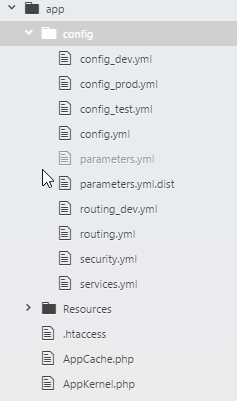 app
config
config_dev.yml
config_prod.yml
config_test.yml
config.yml
parameters.yml
parameters.yml.dist
routing_dev.yml
routing.yml
security.yml
services.yml
Resources
.htaccess
AppCache.php
AppKernel.php